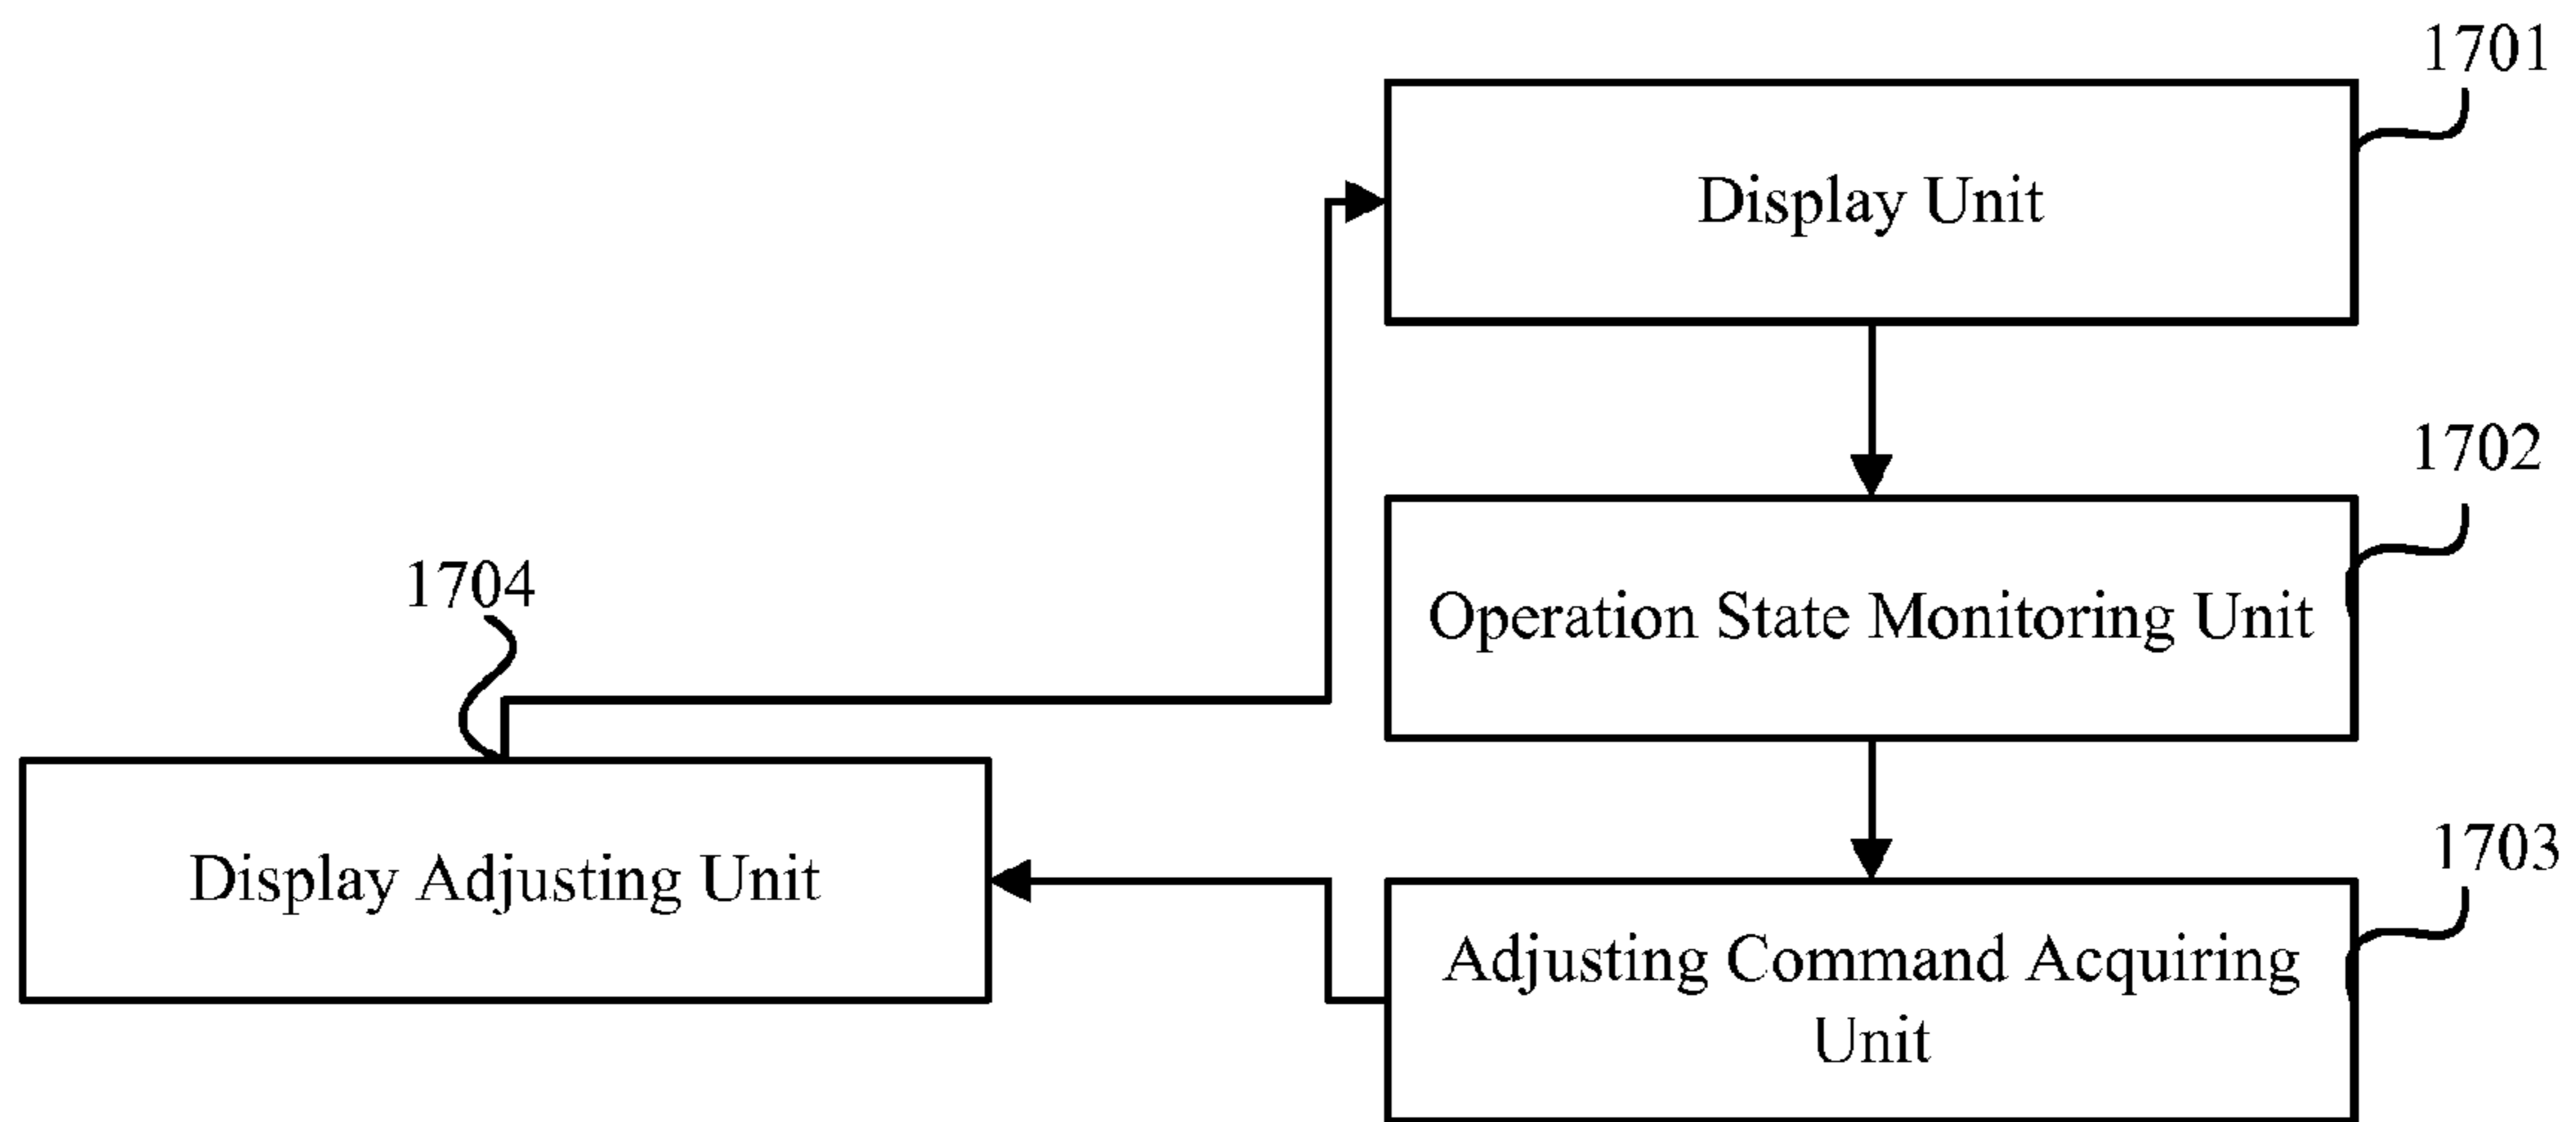 1701
Display Unit
1702
Operation State Monitoring Unit
1704
Display Adjusting Unit
1703
Adjusting Command Acquiring
Unit